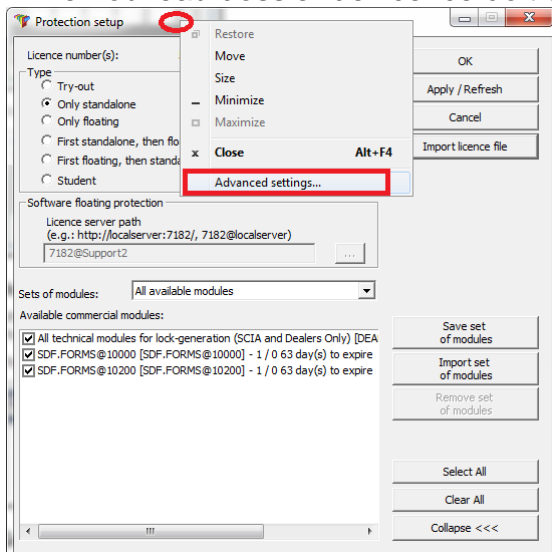 Protection setup
Restore
Move
Size
Minimize
Maximize
x Close Alt+F4
Advanced settings...
Licence number(s):
Type
Try-out
Only standalone
Only floating
First standalone, then flo
First floating, then standa
Student
OK
Apply / Refresh
Cancel
Import licence file
Software floating protection
Licence server path
(e.g.: http://localserver:7182/, 7182@localserver)
7182@Support2
...
Sets of modules: All available modules
Available commercial modules:
All technical modules for lock-generation (SCIA and Dealers Only) [DEA
SDF.FORMS@10000 [SDF.FORMS@10000] - 1 / 0 63 day(s) to expire
SDF.FORMS@10200 [SDF.FORMS@10200] - 1 / 0 63 day(s) to expire
Save set
of modules
Import set
of modules
Remove set
of modules
Select All
Clear All
Collapse <<<